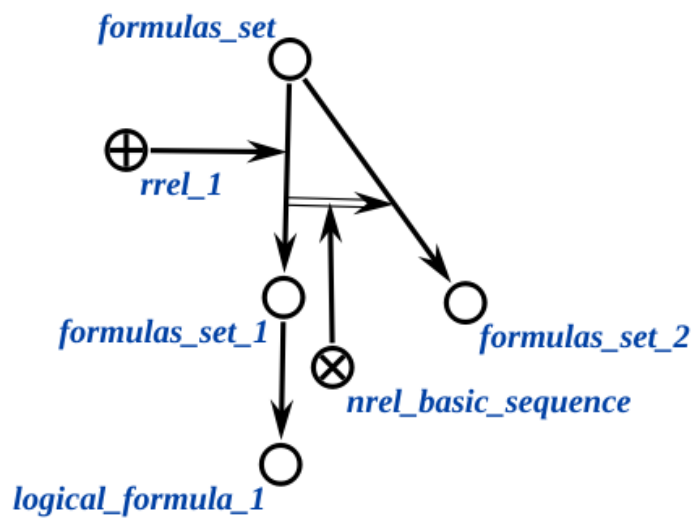 formulas_set
rrel_1
formulas_set_1
formulas_set_2
nrel_basic_sequence
logical_formula_1